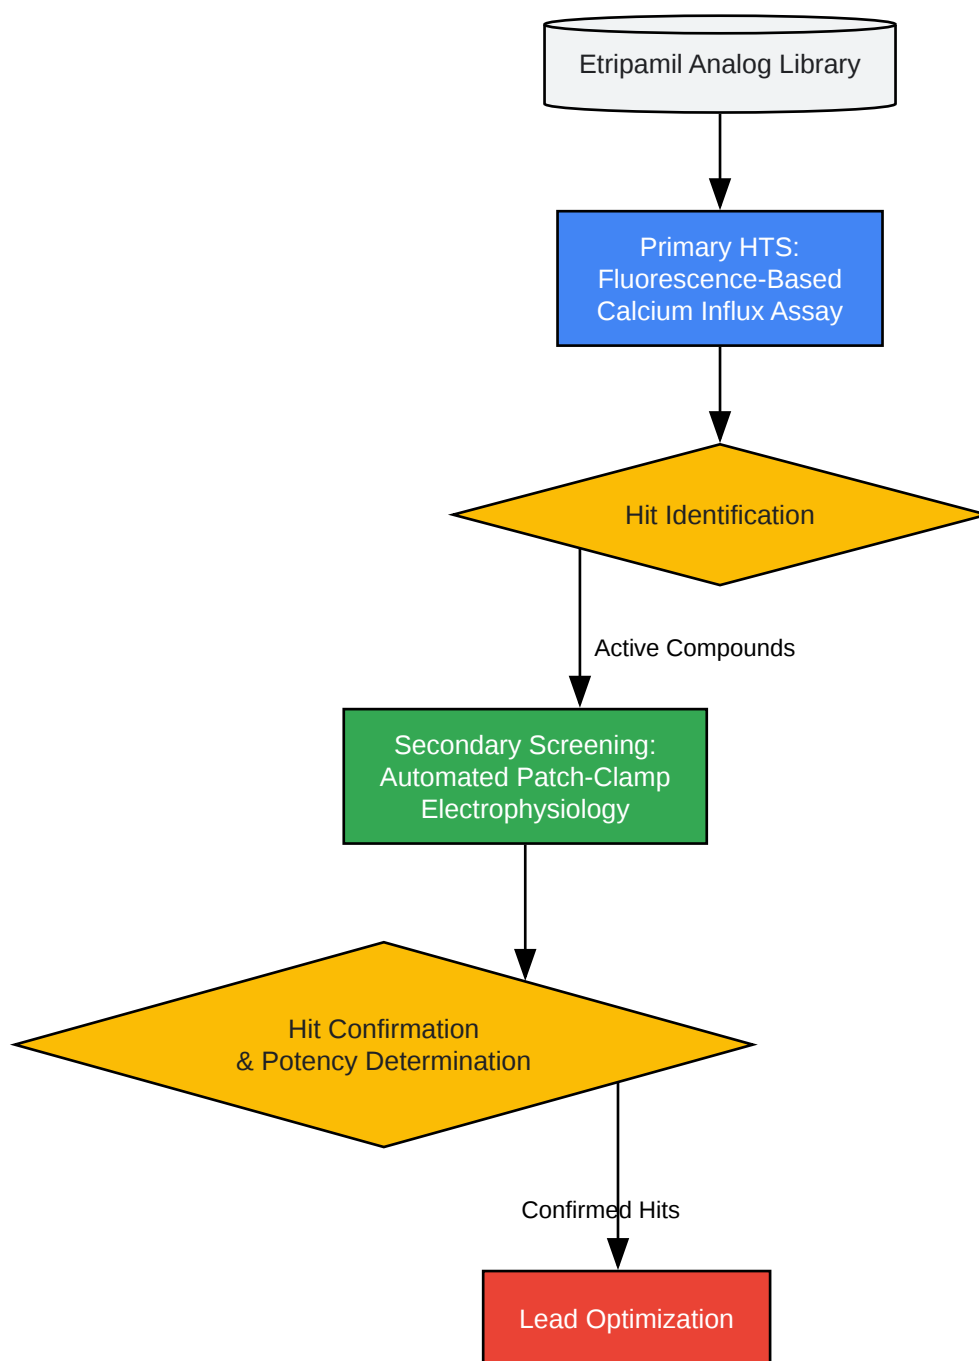 Etripamil Analog Library
Primary HTS:
Fluorescence-Based
Calcium Influx Assay
Hit Identification
Active Compounds
Secondary Screening:
Automated Patch-Clamp
Electrophysiology
Hit Confirmation
& Potency Determination
Confirmed Hits
Lead Optimization